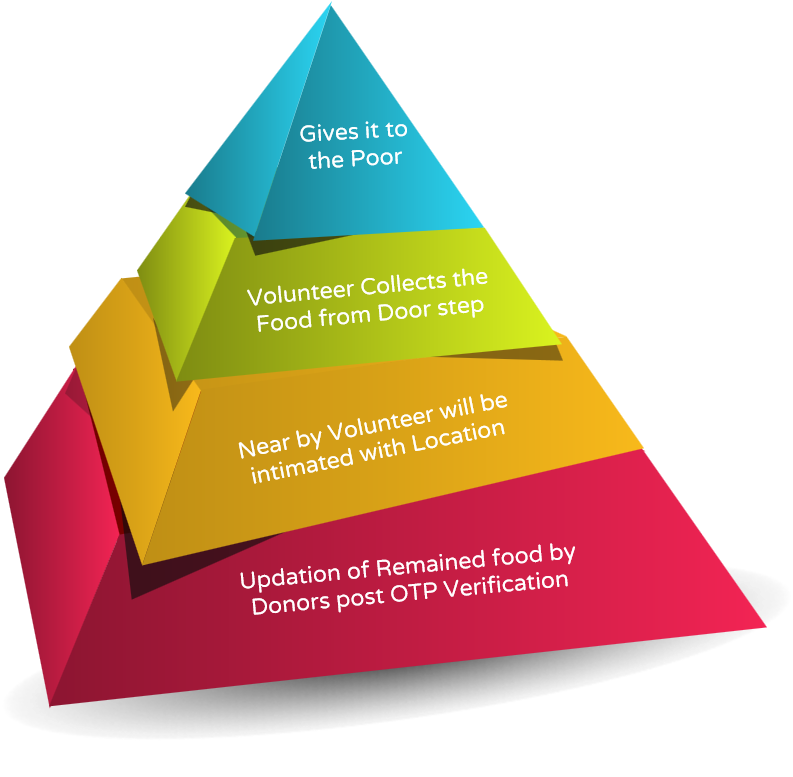 Gives it to
the Poor
Volunteer Collects the
Food from Door step
Near by Volunteer will be
intimated with Location
Updation of Remained food by
Donors post OTP Verification